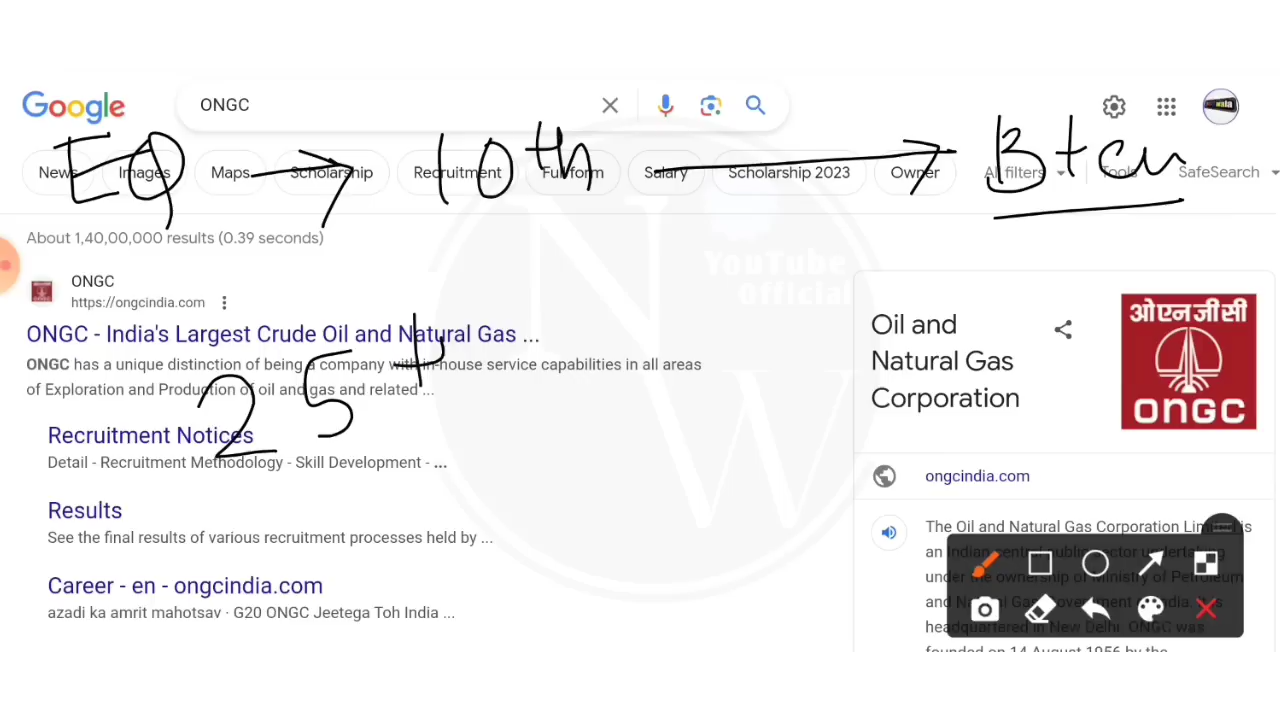 Google
ONGC
EQ → 10th → Btech
News Images Maps Scholarship Recruitment Full form Salary Scholarship 2023 Owner All filters Tools SafeSearch
About 1,40,00,000 results (0.39 seconds)
ONGC
https://ongcindia.com
ONGC - India's Largest Crude Oil and Natural Gas ...
ONGC has a unique distinction of being a company with in-house service capabilities in all areas
of Exploration and Production of oil and gas and related ...
25+
Recruitment Notices
Detail - Recruitment Methodology - Skill Development - ...
Results
See the final results of various recruitment processes held by ...
Career - en - ongcindia.com
azadi ka amrit mahotsav · G20 ONGC Jeetega Toh India ...
YouTube
Official
NW
Oil and
Natural Gas
Corporation
ओएनजीसी
ONGC
ongcindia.com
The Oil and Natural Gas Corporation Limited is
an Indian central public sector undertaking
under the ownership of Ministry of Petroleum
and Natural Gas, Government of India. It is
headquartered in New Delhi. ONGC was
founded on 14 August 1956 by the